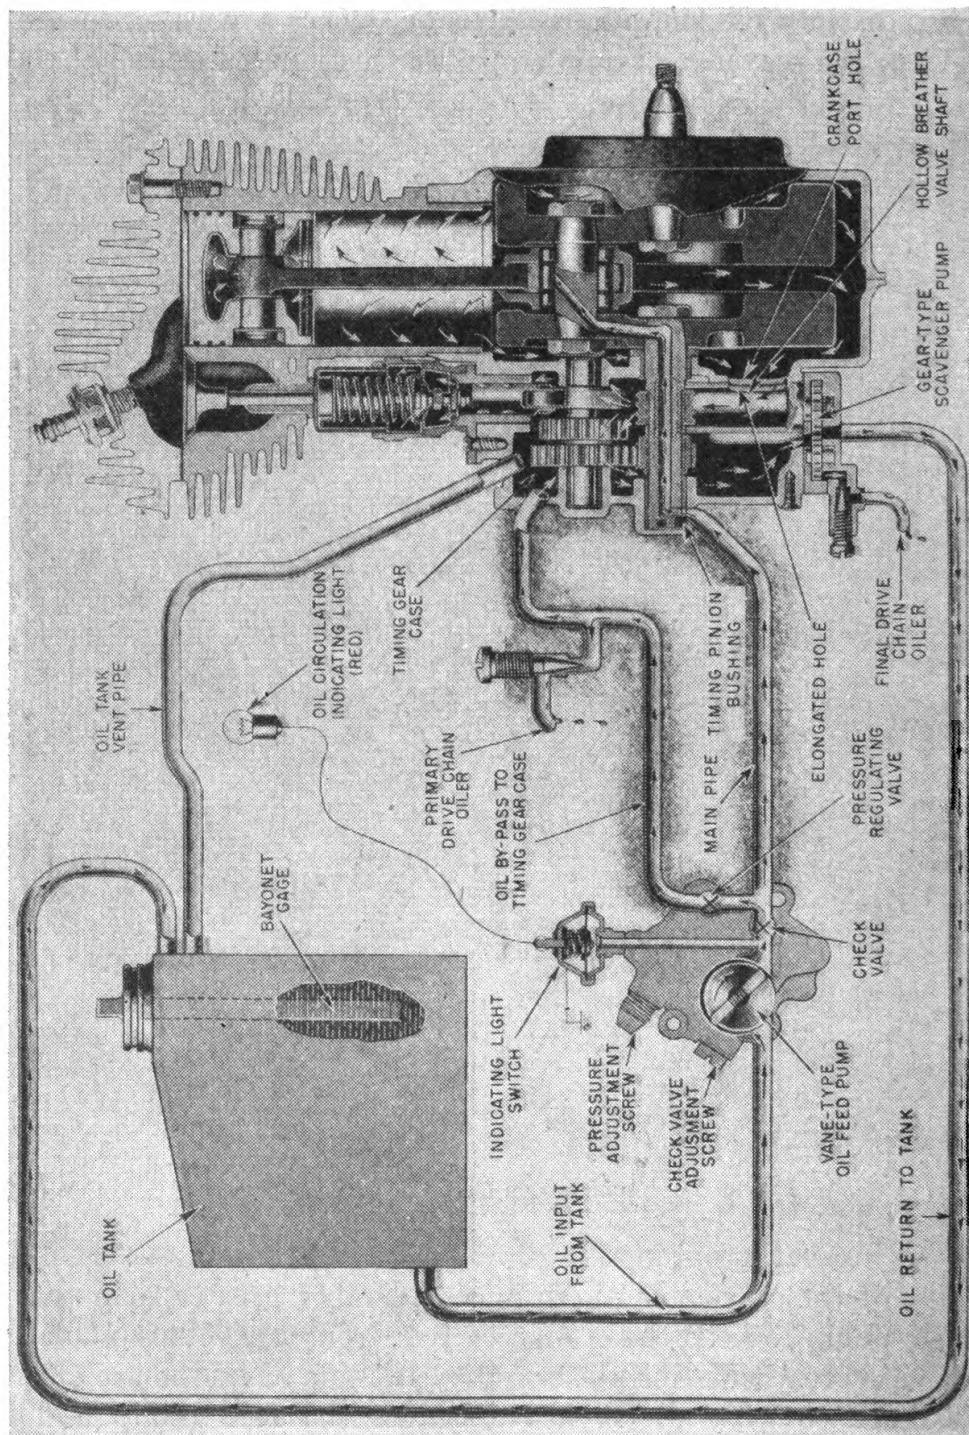 OIL TANK
OIL TANK
VENT PIPE
BAYONET
GAGE
OIL CIRCULATION
INDICATING LIGHT
(RED)
TIMING GEAR
CASE
PRIMARY
DRIVE CHAIN
OILER
OIL BY-PASS TO
TIMING GEAR CASE
INDICATING LIGHT
SWITCH
PRESSURE
ADJUSTMENT
SCREW
CHECK VALVE
ADJUSMENT
SCREW
OIL INPUT
FROM TANK
MAIN PIPE
TIMING PINION
BUSHING
VANE-TYPE
OIL FEED PUMP
CHECK
VALVE
PRESSURE
REGULATING
VALVE
ELONGATED HOLE
FINAL DRIVE
CHAIN
OILER
GEAR-TYPE
SCAVENGER PUMP
CRANKCASE
PORT HOLE
HOLLOW BREATHER
VALVE SHAFT
OIL RETURN TO TANK